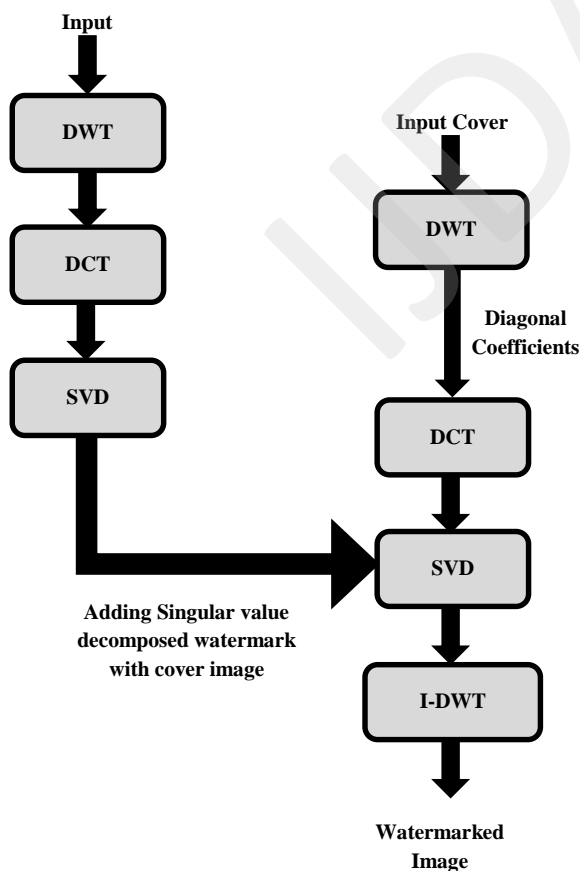 Input
DWT
DCT
SVD
Adding Singular value
decomposed watermark
with cover image
Input Cover
DWT
Diagonal
Coefficients
DCT
SVD
I-DWT
Watermarked
Image